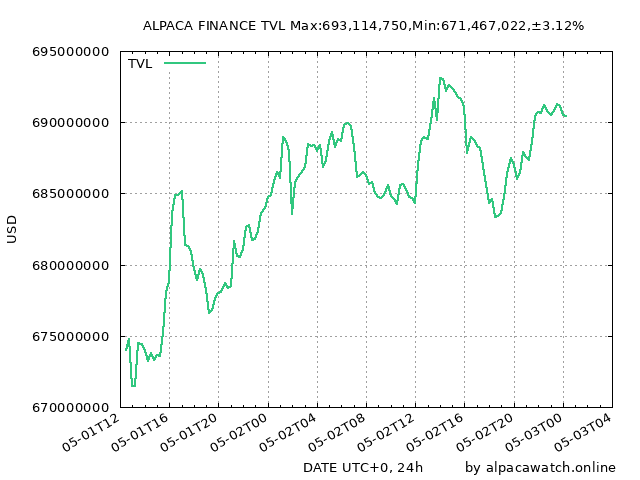 ALPACA FINANCE TVL Max:693,114,750,Min:671,467,022,±3.12%
695000000
TVL
690000000
685000000
USD
680000000
675000000
670000000
05-01T12
05-01T16
05-01T20
05-02T00
05-02T04
05-02T08
05-02T12
05-02T16
05-02T20
05-03T00
05-03T04
DATE UTC+0, 24h
by alpacawatch.online